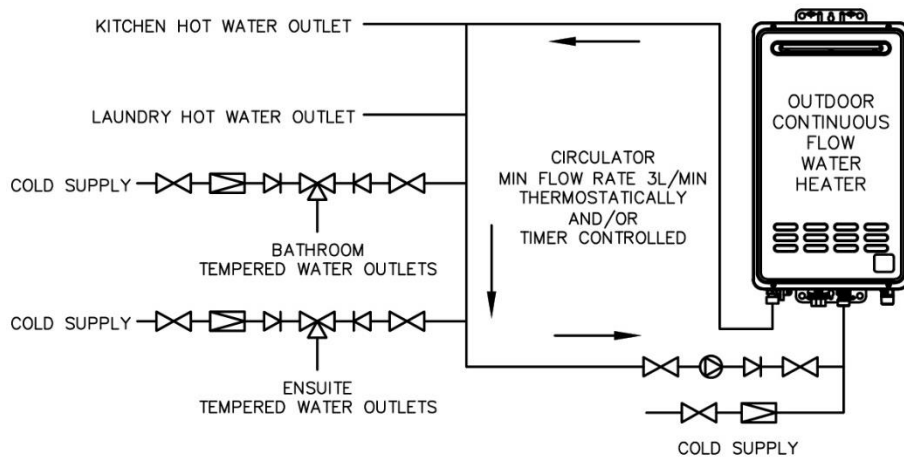 KITCHEN HOT WATER OUTLET
LAUNDRY HOT WATER OUTLET
COLD SUPPLY
BATHROOM
TEMPERED WATER OUTLETS
COLD SUPPLY
ENSUITE
TEMPERED WATER OUTLETS
CIRCULATOR
MIN FLOW RATE 3L/MIN
THERMOSTATICALLY
AND/OR
TIMER CONTROLLED
OUTDOOR
CONTINUOUS
FLOW
WATER
HEATER
COLD SUPPLY